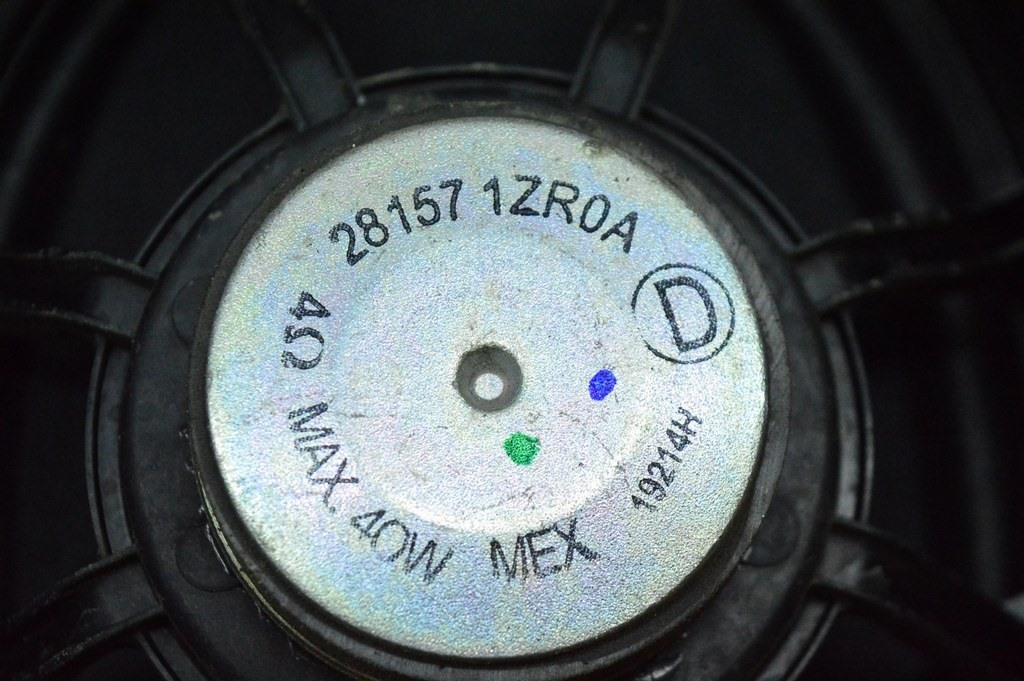 28157 1ZR0A
D
19214H
MEX
4Ω MAX. 40W